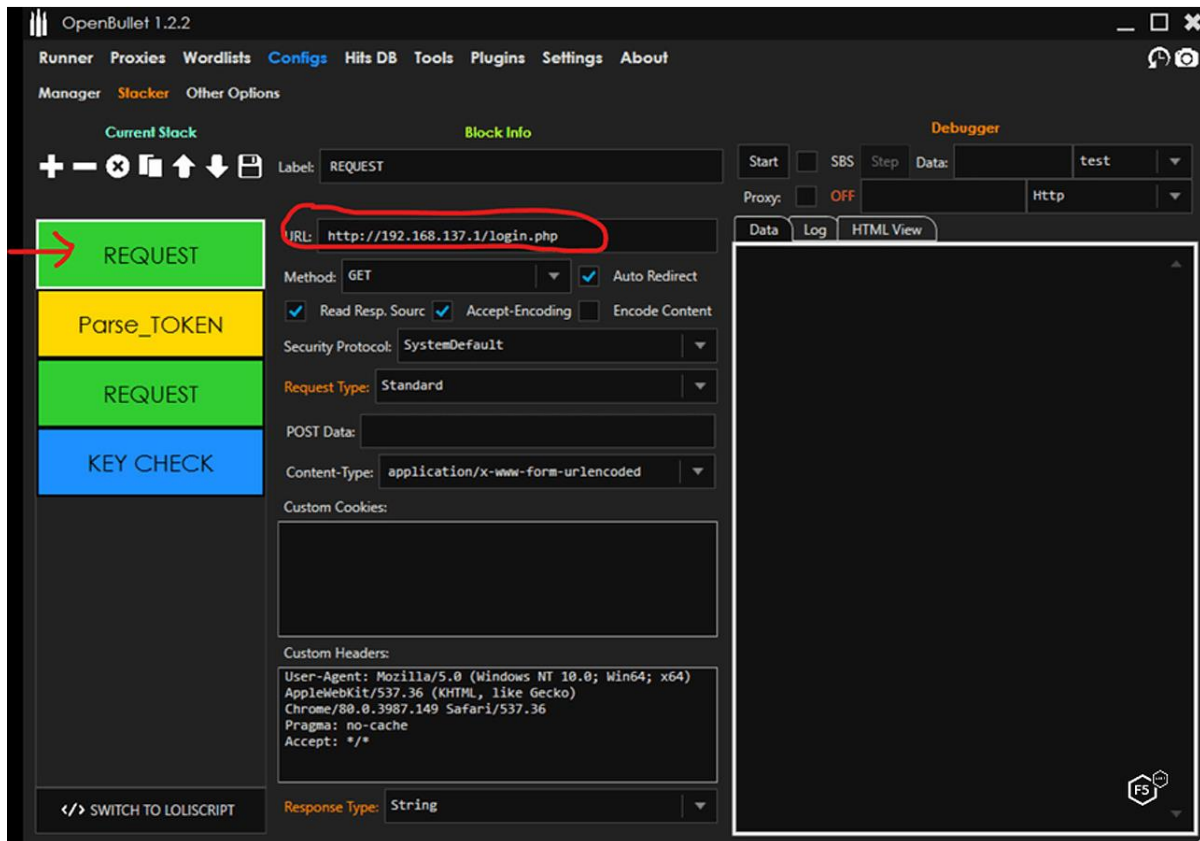 OpenBullet 1.2.2
Runner Proxies Wordlists Configs Hits DB Tools Plugins Settings About
Manager Stacker Other Options
Current Stack
REQUEST
Parse_TOKEN
REQUEST
KEY CHECK
</> SWITCH TO LOLISCRIPT
Block Info
Label: REQUEST
URL: http://192.168.137.1/login.php
Method: GET Auto Redirect
Read Resp. Sourc Accept-Encoding Encode Content
Security Protocol: SystemDefault
Request Type: Standard
POST Data:
Content-Type: application/x-www-form-urlencoded
Custom Cookies:
Custom Headers:
User-Agent: Mozilla/5.0 (Windows NT 10.0; Win64; x64)
AppleWebKit/537.36 (KHTML, like Gecko)
Chrome/80.0.3987.149 Safari/537.36
Pragma: no-cache
Accept: */*
Response Type: String
Debugger
Start SBS Step Data: test
Proxy: OFF Http
Data Log HTML View
F5